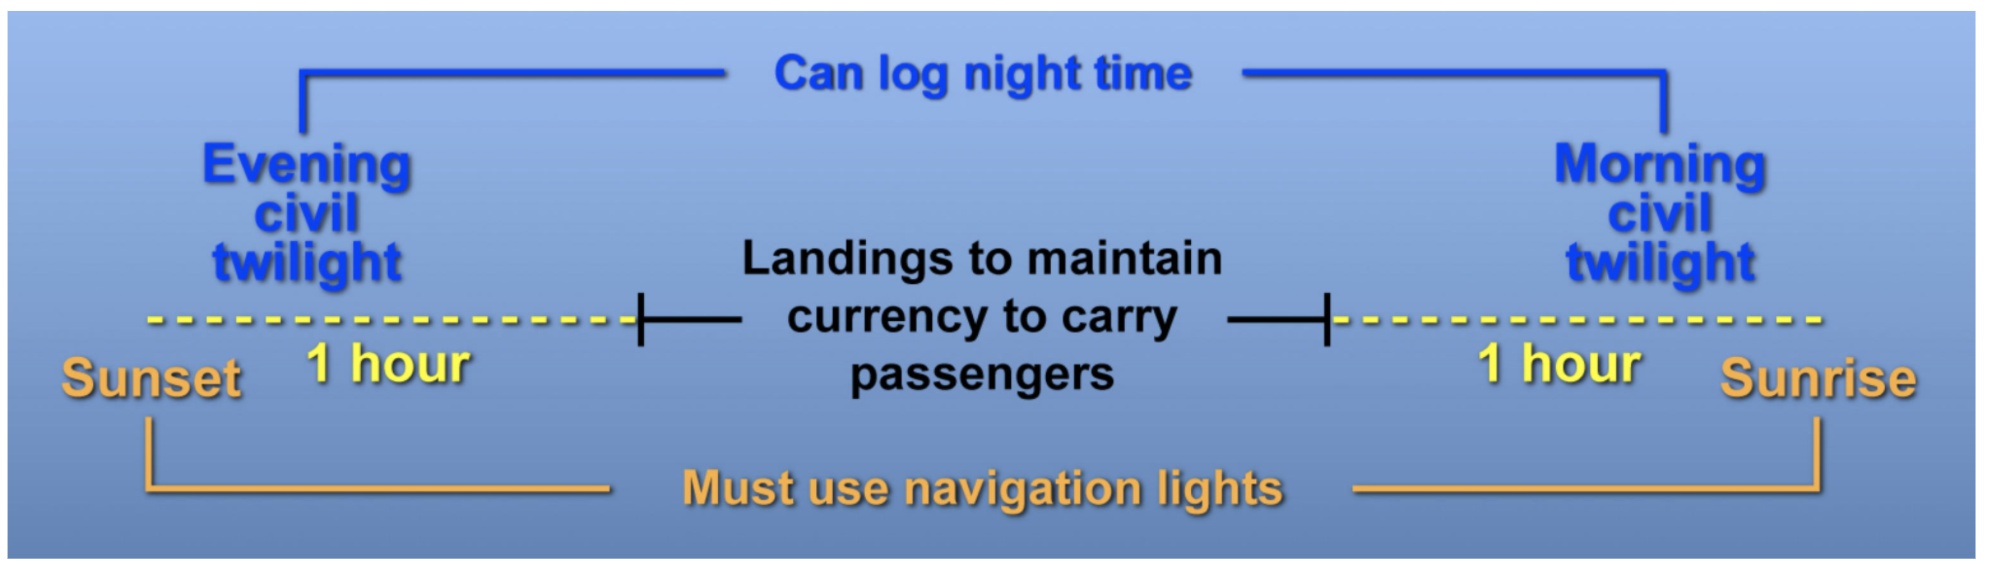 Can log night time
Evening
civil
twilight
Morning
civil
twilight
Landings to maintain
currency to carry
passengers
1 hour
1 hour
Sunset
Sunrise
Must use navigation lights